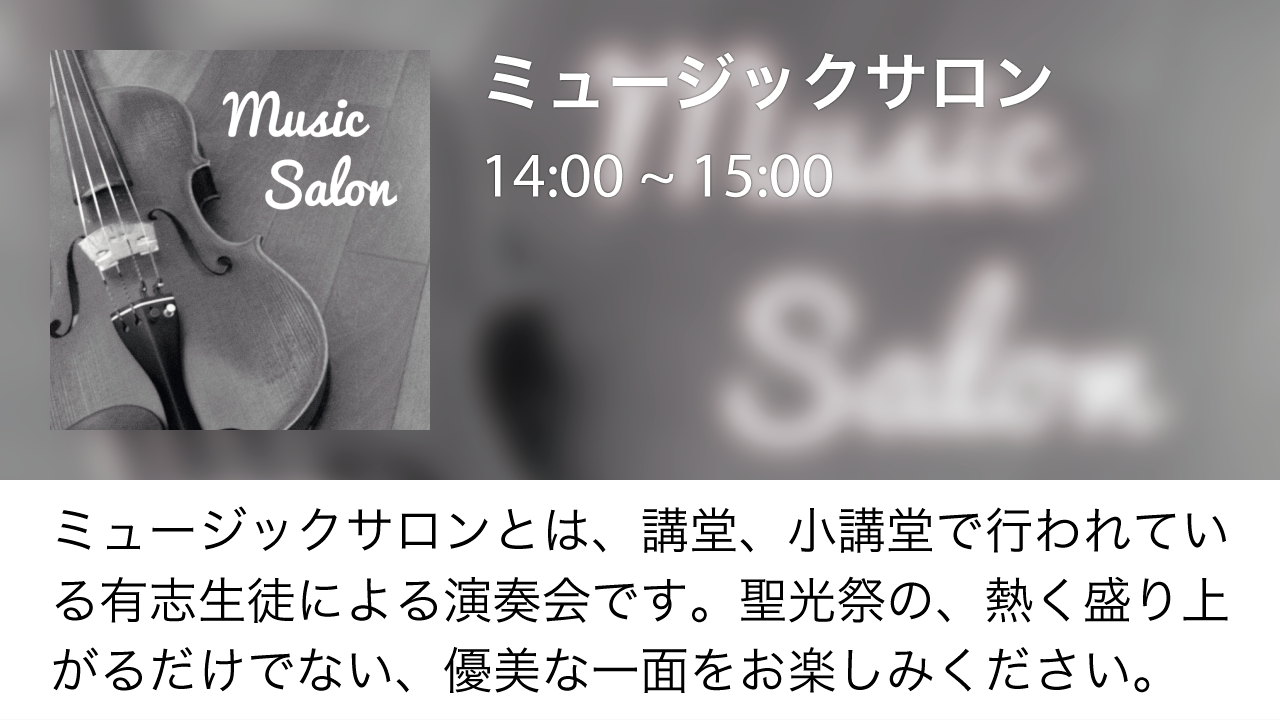 Music
Salon
ミュージックサロン
14:00 ~ 15:00
Music
Salon
ミュージックサロンとは、講堂、小講堂で行われてい
る有志生徒による演奏会です。聖光祭の、熱く盛り上
がるだけでない、優美な一面をお楽しみください。